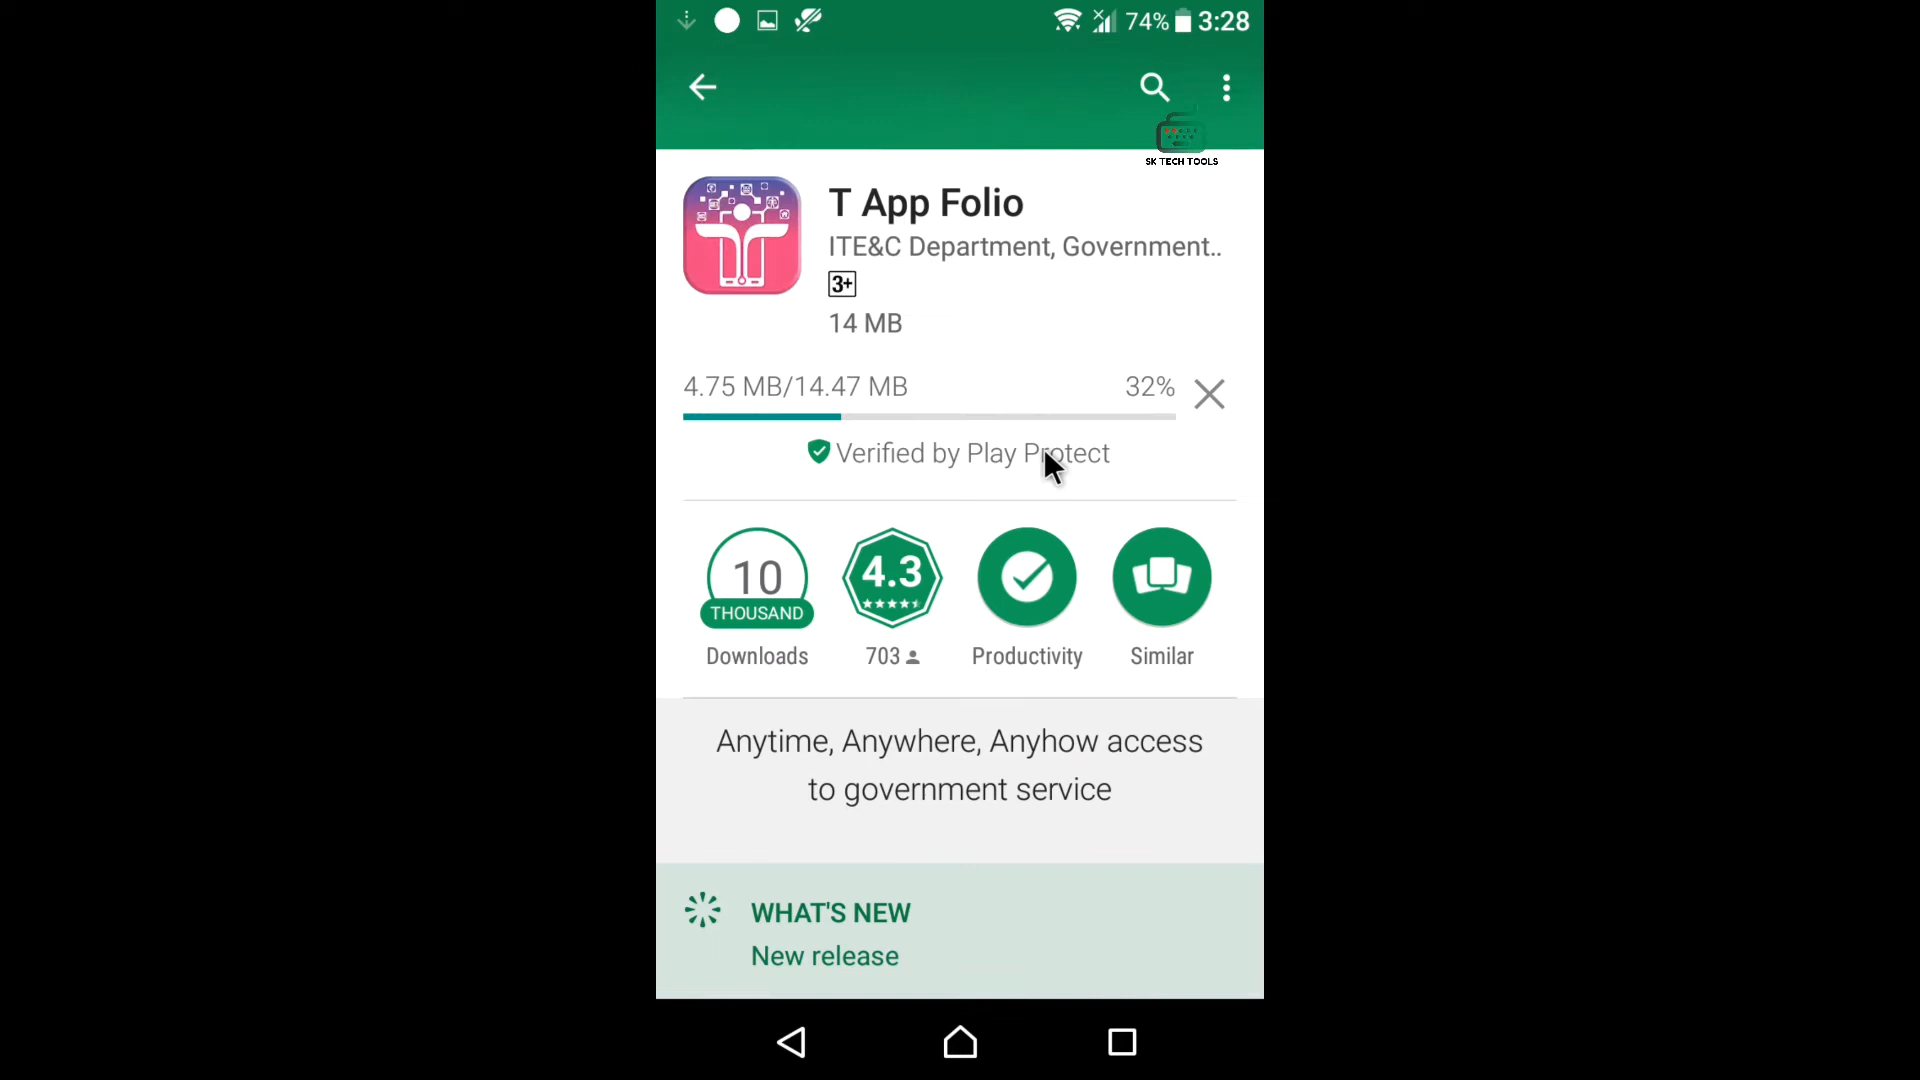 74% 3:28
SK TECH TOOLS
T App Folio
ITE&C Department, Government..
3+
14 MB
4.75 MB/14.47 MB 32%
Verified by Play Protect
10 THOUSAND
4.3
Downloads 703 Productivity Similar
Anytime, Anywhere, Anyhow access
to government service
WHAT'S NEW
New release